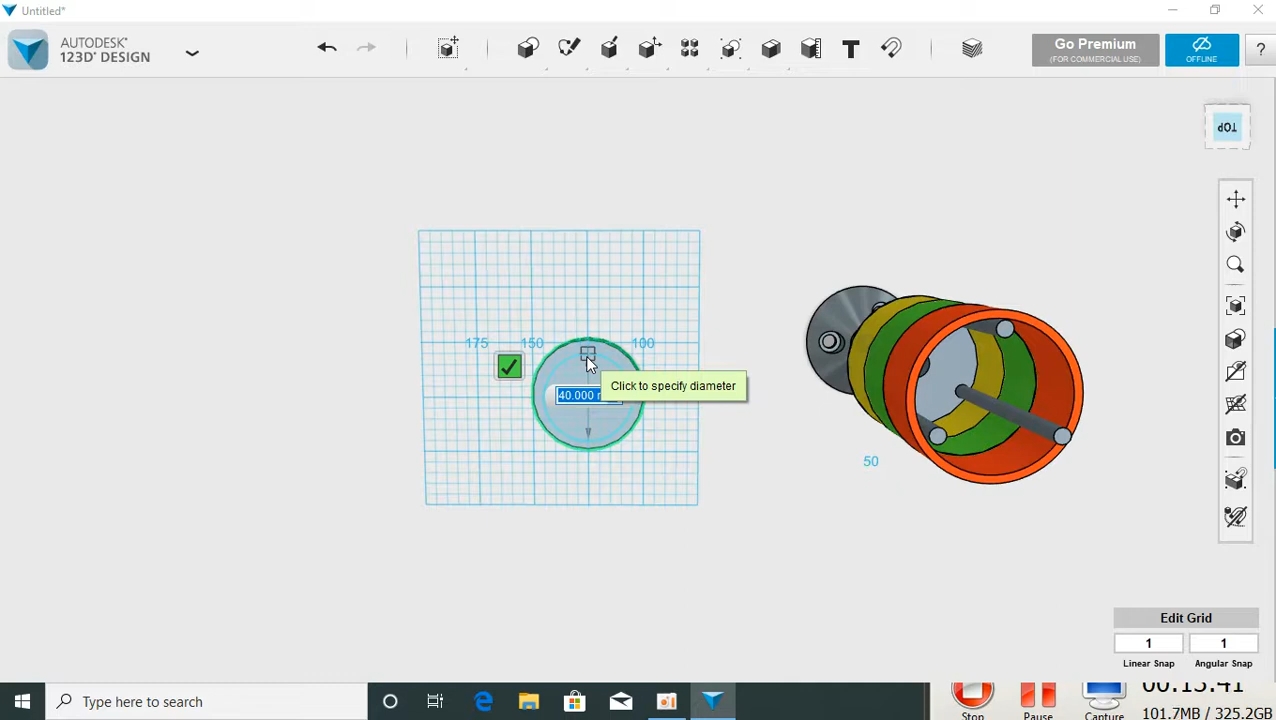 Untitled*
AUTODESK®
123D® DESIGN
Go Premium
(FOR COMMERCIAL USE)
OFFLINE
?
TOP
175
150
100
Click to specify diameter
40.000
50
Edit Grid
1
1
Linear Snap
Angular Snap
Type here to search
00:13:41
Stop
Pause
Capture
101.7MB / 325.2GB